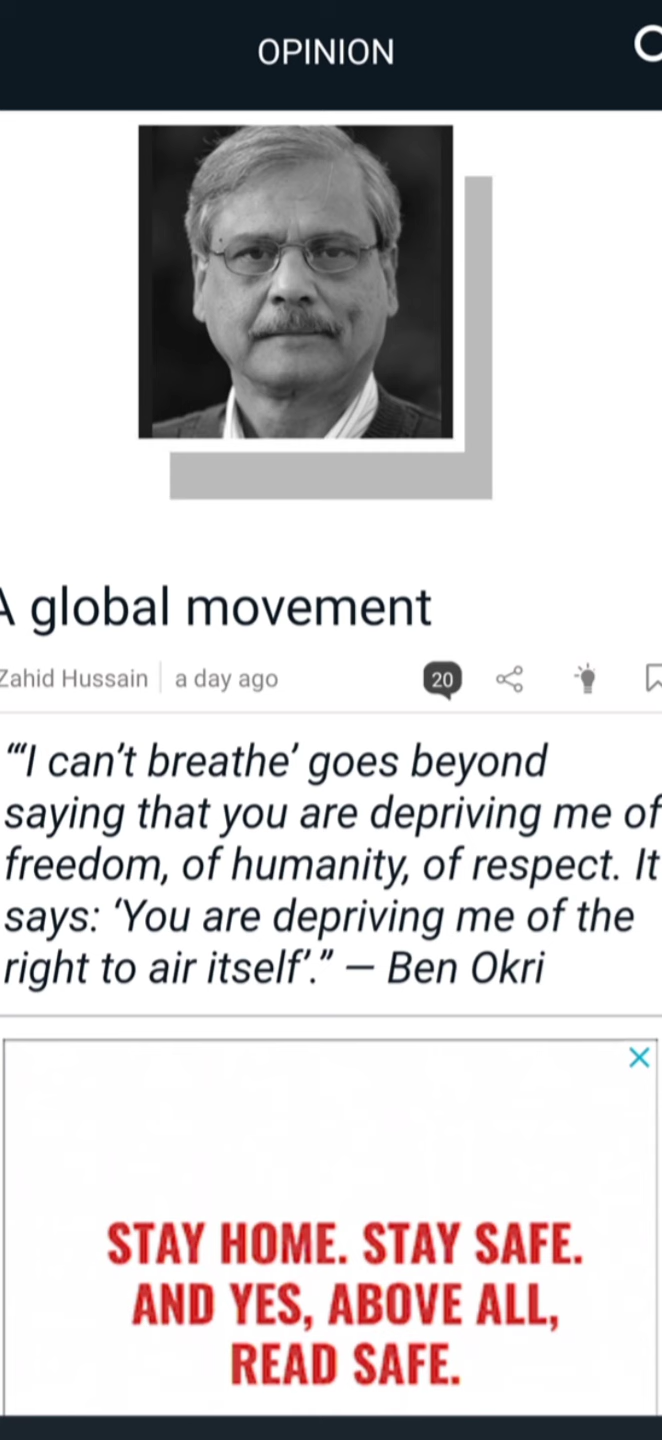 OPINION
A global movement
Zahid Hussain | a day ago 20
“‘I can’t breathe’ goes beyond
saying that you are depriving me of
freedom, of humanity, of respect. It
says: ‘You are depriving me of the
right to air itself’.” — Ben Okri
STAY HOME. STAY SAFE.
AND YES, ABOVE ALL,
READ SAFE.